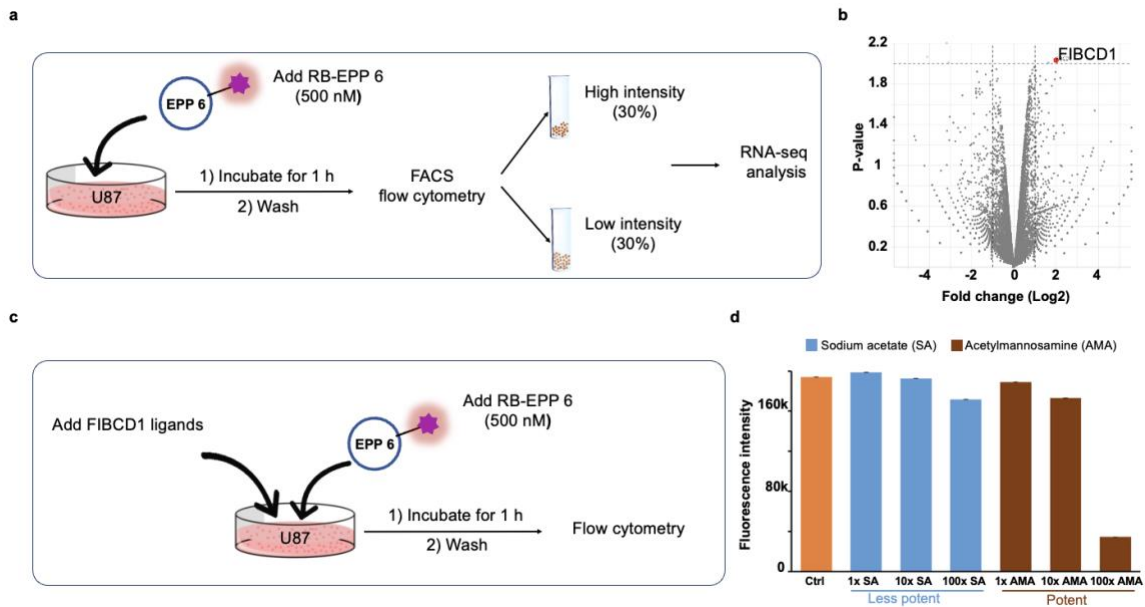 a
Add RB-EPP 6
(500 nM)
EPP 6
U87
1) Incubate for 1 h
2) Wash
FACS
flow cytometry
High intensity
(30%)
Low intensity
(30%)
RNA-seq
analysis
b
2.2
1.8
1.4
1
0.6
0.2
P-value
FIBCD1
-4
-2
0
2
4
Fold change (Log2)
c
Add FIBCD1 ligands
Add RB-EPP 6
(500 nM)
EPP 6
U87
1) Incubate for 1 h
2) Wash
Flow cytometry
d
Sodium acetate (SA)
Acetylmannosamine (AMA)
Fluorescence intensity
160k
80k
0
Ctrl
1x SA
10x SA
100x SA
1x AMA
10x AMA
100x AMA
Less potent
Potent